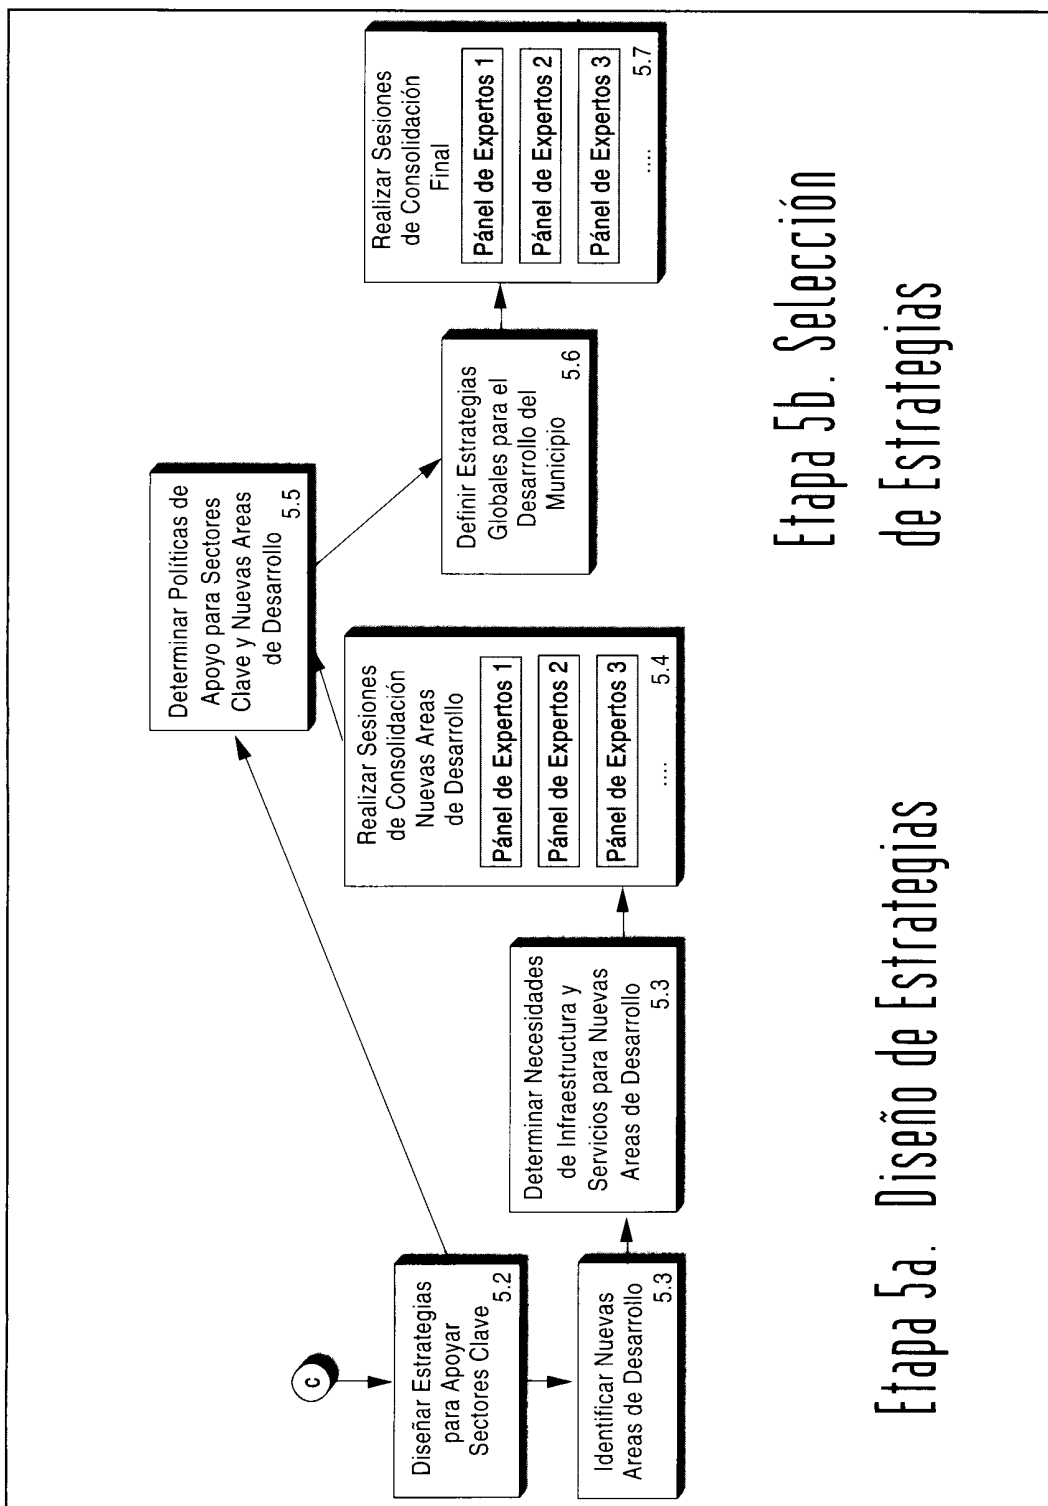 C
Diseñar Estrategias
para Apoyar
Sectores Clave
5.2
Identificar Nuevas
Areas de Desarrollo
5.3
Determinar Necesidades
de Infraestructura y
Servicios para Nuevas
Areas de Desarrollo
5.3
Realizar Sesiones
de Consolidación
Nuevas Areas
de Desarrollo
Pánel de Expertos 1
Pánel de Expertos 2
Pánel de Expertos 3
....
5.4
Determinar Políticas de
Apoyo para Sectores
Clave y Nuevas Areas
de Desarrollo
5.5
Definir Estrategias
Globales para el
Desarrollo del
Municipio
5.6
Realizar Sesiones
de Consolidación
Final
Pánel de Expertos 1
Pánel de Expertos 2
Pánel de Expertos 3
....
5.7
Etapa 5a. Diseño de Estrategias
Etapa 5b. Selección
de Estrategias